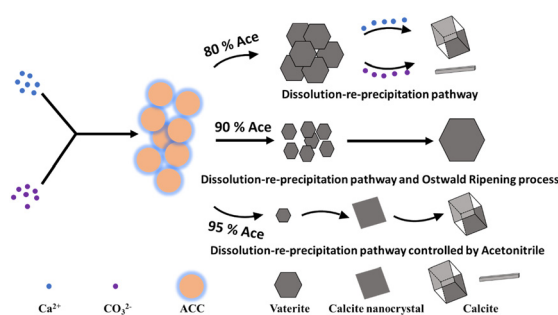 80 % Ace
Dissolution-re-precipitation pathway
90 % Ace
Dissolution-re-precipitation pathway and Ostwald Ripening process
95 % Ace
Dissolution-re-precipitation pathway controlled by Acetonitrile
Ca²⁺ CO₃²⁻ ACC Vaterite Calcite nanocrystal Calcite